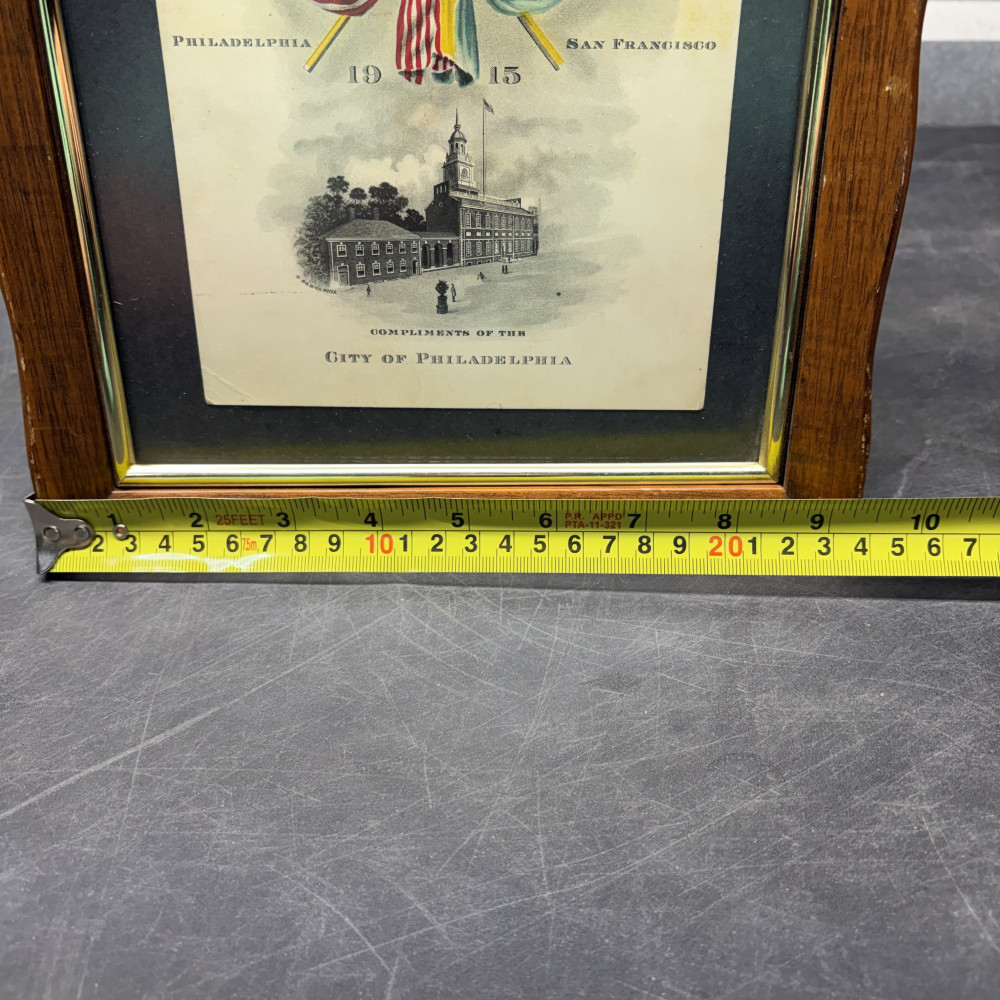 PHILADELPHIA
SAN FRANCISCO
19 15
COMPLIMENTS OF THE
CITY OF PHILADELPHIA
1 2 25FEET 3 4 5 6 P.R. APPD 7 8 9 10
PTA-11-321
2 3 4 5 6 7.5m 7 8 9 10 1 2 3 4 5 6 7 8 9 20 1 2 3 4 5 6 7